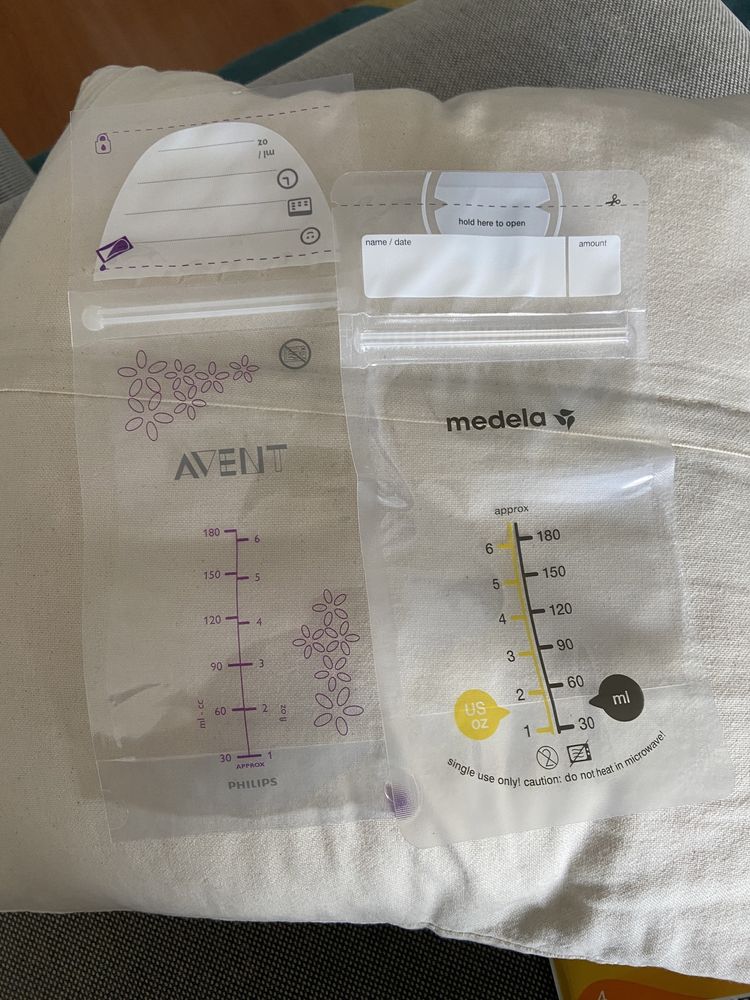 ml / oz
AVENT
180 6
150 5
120 4
90 3
60 2
30 1
ml - cc
fl oz
APPROX
PHILIPS
hold here to open
name / date amount
medela
approx
6 180
5 150
4 120
3 90
2 60
1 30
US oz
ml
single use only! caution: do not heat in microwave!